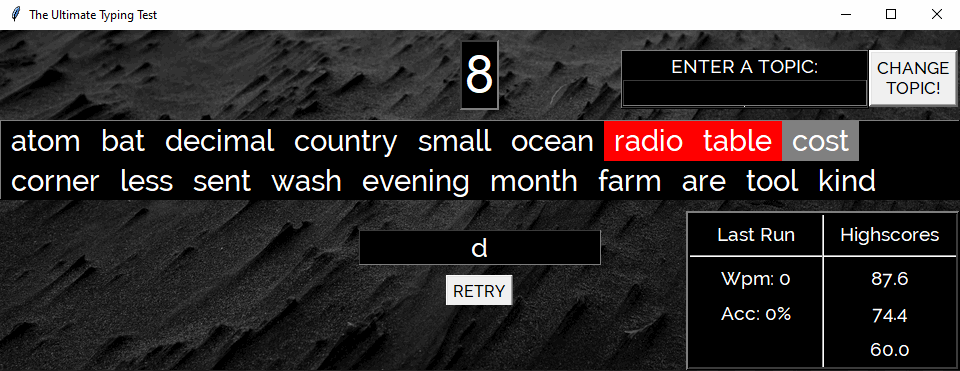 The Ultimate Typing Test
8
ENTER A TOPIC:
CHANGE
TOPIC!
atom bat decimal country small ocean radio table cost
corner less sent wash evening month farm are tool kind
d
RETRY
Last Run Highscores
Wpm: 0 87.6
Acc: 0% 74.4
60.0